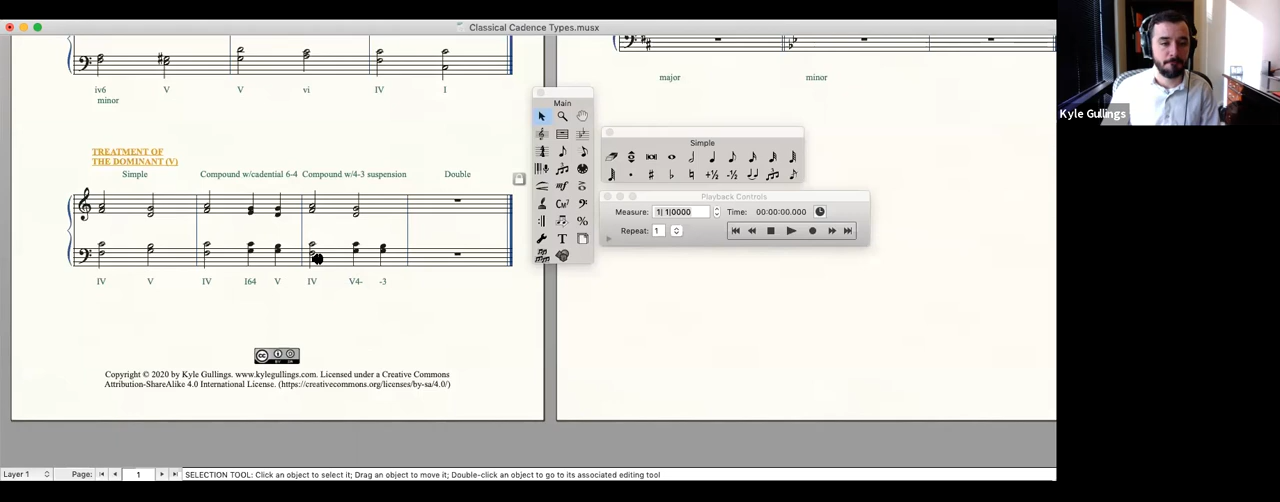 Classical Cadence Types.musx
iv6 V V vi IV I
minor
major minor
TREATMENT OF
THE DOMINANT (V)
Simple Compound w/cadential 6-4 Compound w/4-3 suspension Double
IV V IV I64 V IV V4- -3
Copyright © 2020 by Kyle Gullings. www.kylegullings.com. Licensed under a Creative Commons
Attribution-ShareAlike 4.0 International License. (https://creativecommons.org/licenses/by-sa/4.0/)
Main
Simple
Playback Controls
Measure: 1| 1|0000 Time: 00:00:00.000
Repeat: 1
Kyle Gullings
Layer 1 Page: 1 SELECTION TOOL: Click an object to select it; Drag an object to move it; Double-click an object to go to its associated editing tool